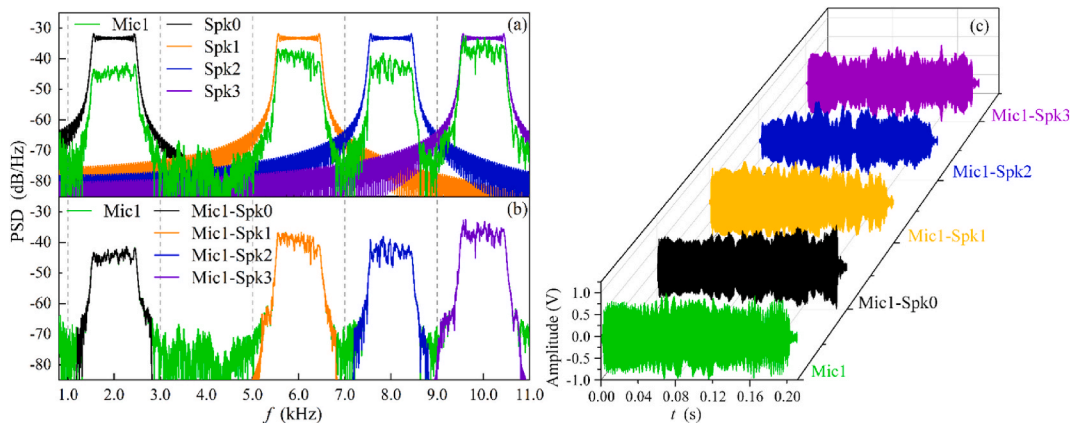 (a)
Mic1
Spk0
Spk1
Spk2
Spk3
-30
-40
-50
-60
-70
-80
PSD (dB/Hz)
(b)
Mic1
Mic1-Spk0
Mic1-Spk1
Mic1-Spk2
Mic1-Spk3
-30
-40
-50
-60
-70
-80
1.0 2.0 3.0 4.0 5.0 6.0 7.0 8.0 9.0 10.0 11.0
f (kHz)
(c)
Mic1-Spk3
Mic1-Spk2
Mic1-Spk1
Mic1-Spk0
Mic1
Amplitude (V)
1.0
0.5
0.0
-0.5
-1.0
0.00 0.04 0.08 0.12 0.16 0.20
t (s)